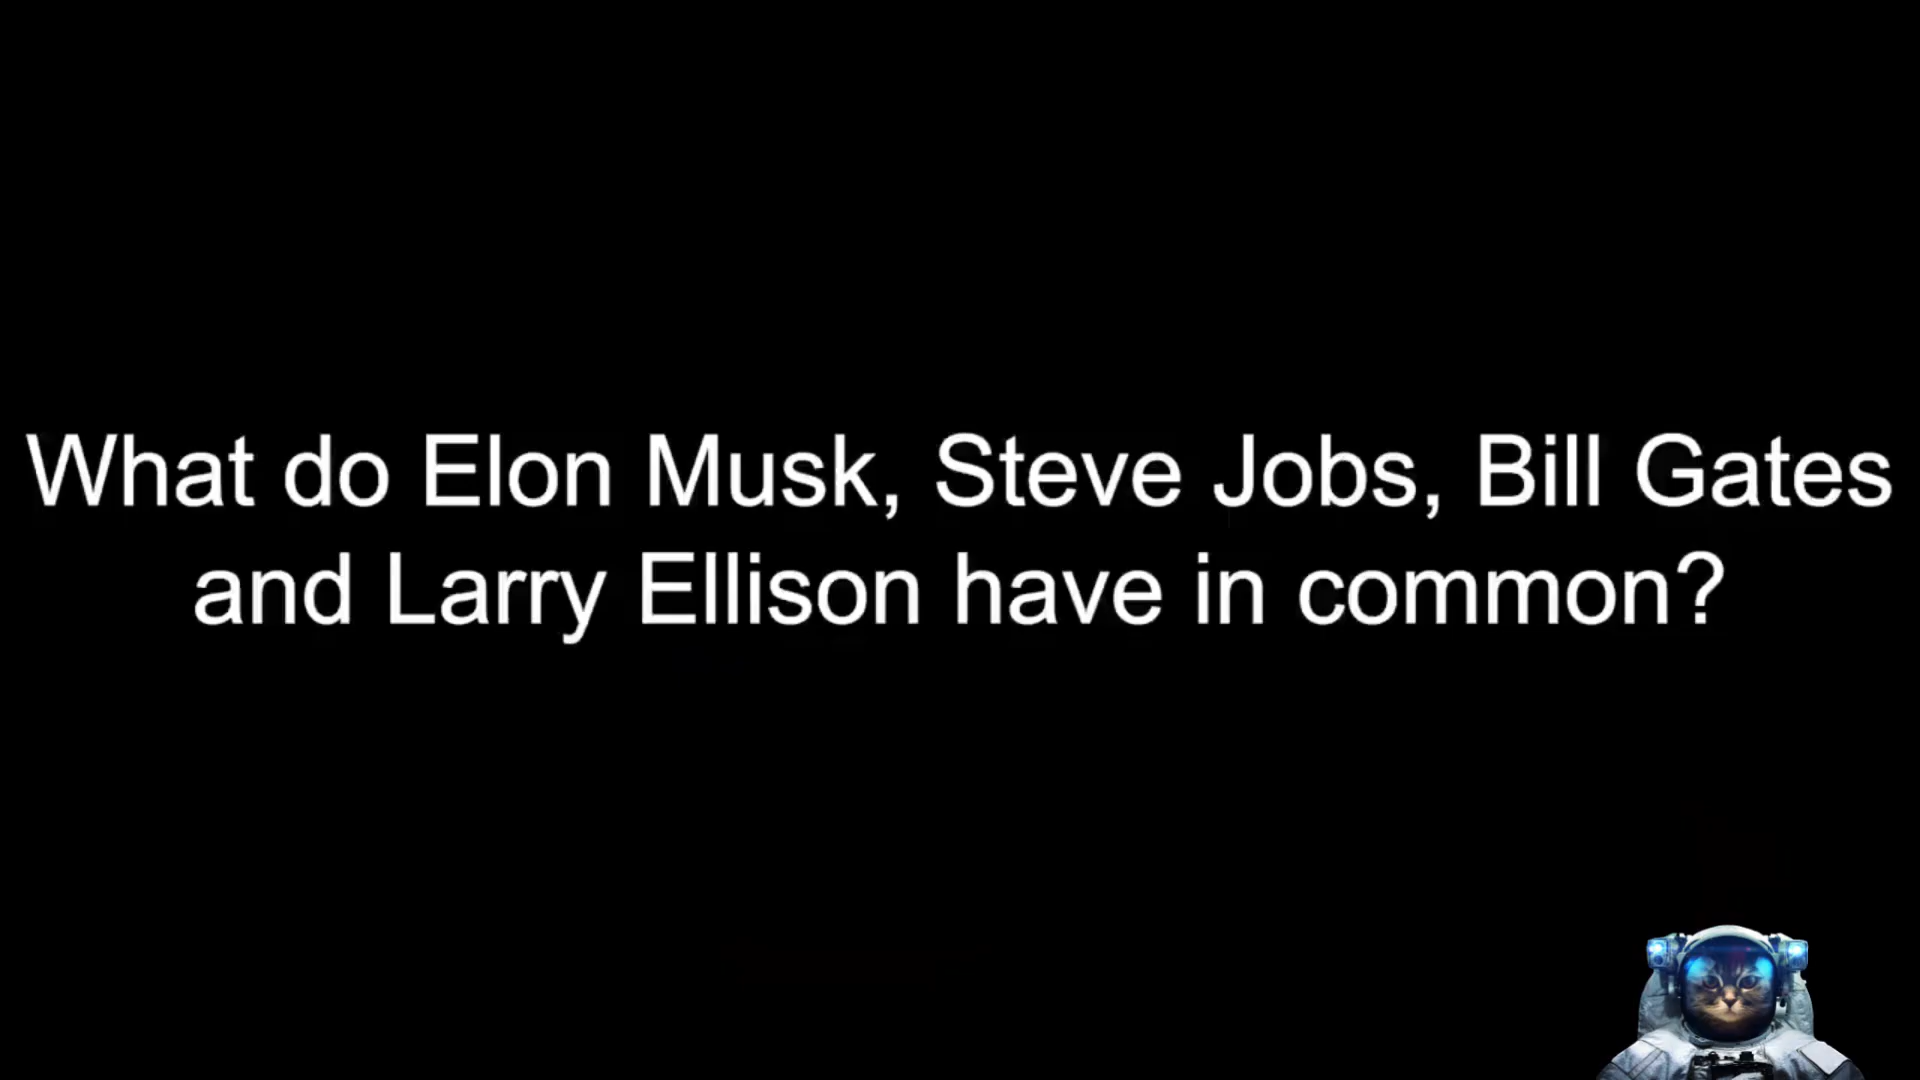 What do Elon Musk, Steve Jobs, Bill Gates
and Larry Ellison have in common?